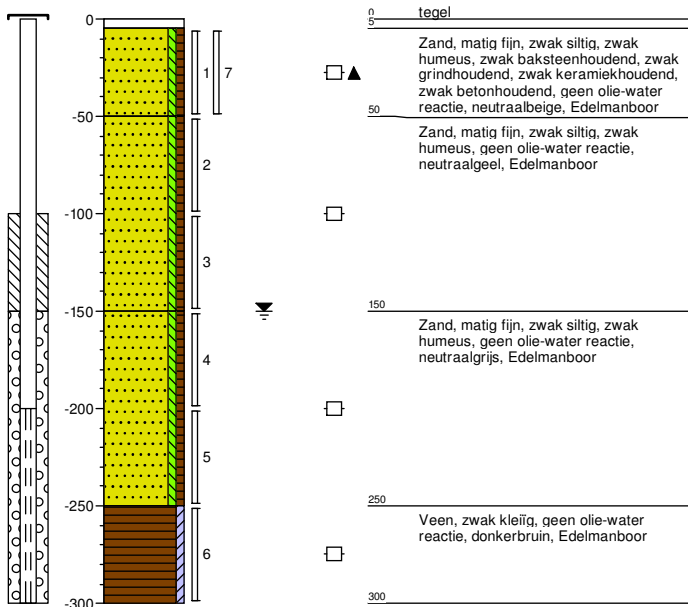 0
-50
-100
-150
-200
-250
-300
1
7
2
3
4
5
6
0
tegel
5
Zand, matig fijn, zwak siltig, zwak
humeus, zwak baksteenhoudend, zwak
grindhoudend, zwak keramiekhoudend,
zwak betonhoudend, geen olie-water
reactie, neutraalbeige, Edelmanboor
50
Zand, matig fijn, zwak siltig, zwak
humeus, geen olie-water reactie,
neutraalgeel, Edelmanboor
150
Zand, matig fijn, zwak siltig, zwak
humeus, geen olie-water reactie,
neutraalgrijs, Edelmanboor
250
Veen, zwak kleiïg, geen olie-water
reactie, donkerbruin, Edelmanboor
300